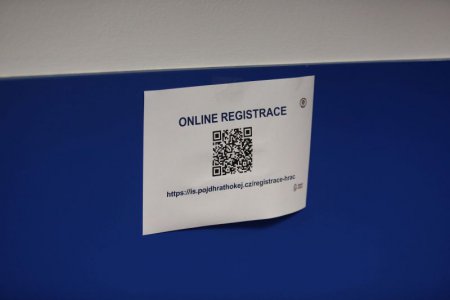 ONLINE REGISTRACE
https://is.pojdhrathokej.cz/registrace-hrac